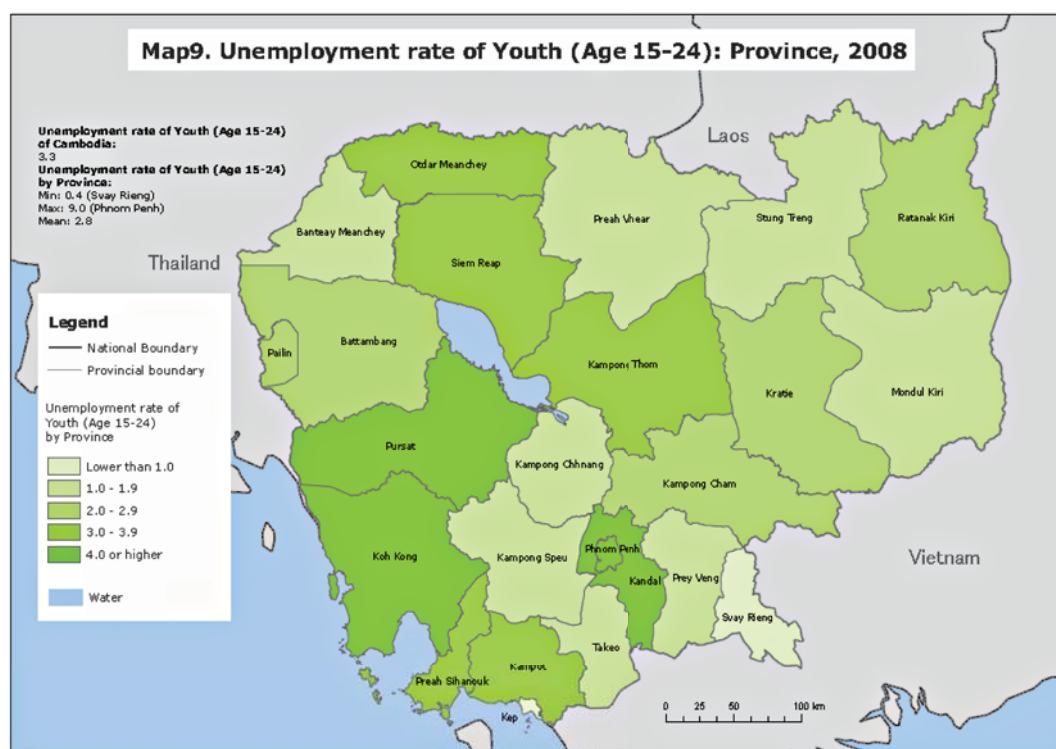 Map9. Unemployment rate of Youth (Age 15-24): Province, 2008
Unemployment rate of Youth (Age 15-24)
of Cambodia:
3.3
Unemployment rate of Youth (Age 15-24)
by Province:
Min: 0.4 (Svay Rieng)
Max: 9.0 (Phnom Penh)
Mean: 2.8
Laos
Otdar Meanchey
Preah Vhear
Stung Treng
Ratanak Kiri
Banteay Meanchey
Thailand
Siem Reap
Legend
National Boundary
Provincial boundary
Unemployment rate of
Youth (Age 15-24)
by Province
Lower than 1.0
1.0 - 1.9
2.0 - 2.9
3.0 - 3.9
4.0 or higher
Water
Pailin
Battambang
Kampong Thom
Kratie
Mondul Kiri
Pursat
Kampong Chhnang
Kampong Cham
Koh Kong
Kampong Speu
Phnom Penh
Kandal
Prey Veng
Vietnam
Svay Rieng
Takeo
Kampot
Preah Sihanouk
Kep
0 25 50 100 km